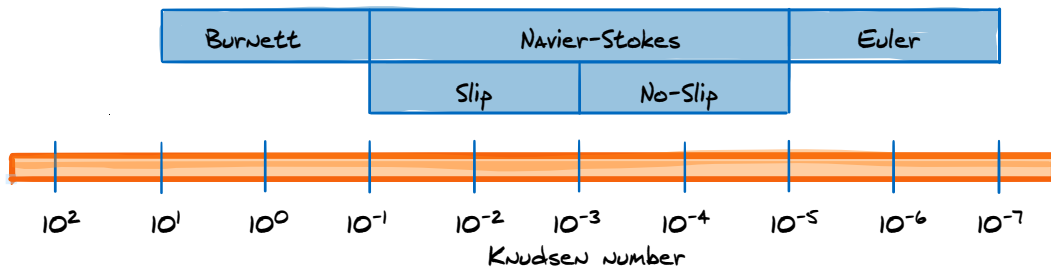 Burnett Navier-Stokes Euler
Slip No-Slip
10² 10¹ 10⁰ 10⁻¹ 10⁻² 10⁻³ 10⁻⁴ 10⁻⁵ 10⁻⁶ 10⁻⁷
Knudsen number